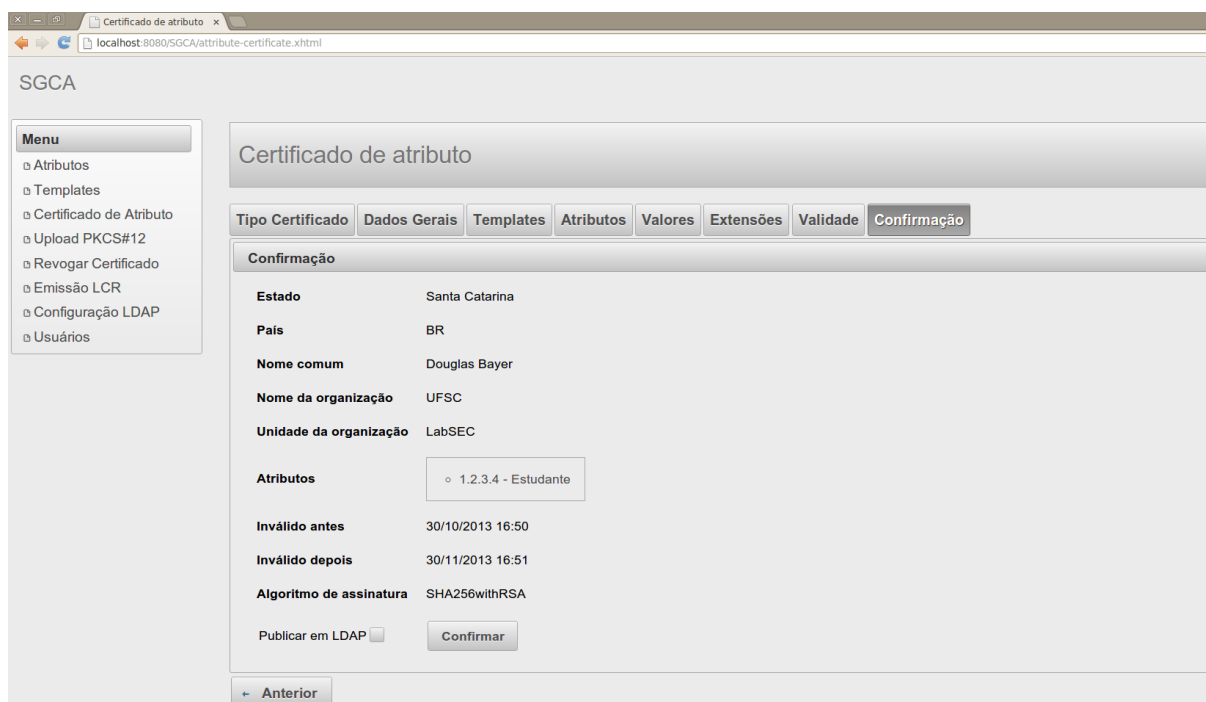 Certificado de atributo
localhost:8080/SGCA/attribute-certificate.xhtml
SGCA
Menu
Atributos
Templates
Certificado de Atributo
Upload PKCS#12
Revogar Certificado
Emissão LCR
Configuração LDAP
Usuários
Certificado de atributo
Tipo Certificado Dados Gerais Templates Atributos Valores Extensões Validade Confirmação
Confirmação
Estado Santa Catarina
País BR
Nome comum Douglas Bayer
Nome da organização UFSC
Unidade da organização LabSEC
Atributos 1.2.3.4 - Estudante
Inválido antes 30/10/2013 16:50
Inválido depois 30/11/2013 16:51
Algoritmo de assinatura SHA256withRSA
Publicar em LDAP Confirmar
Anterior